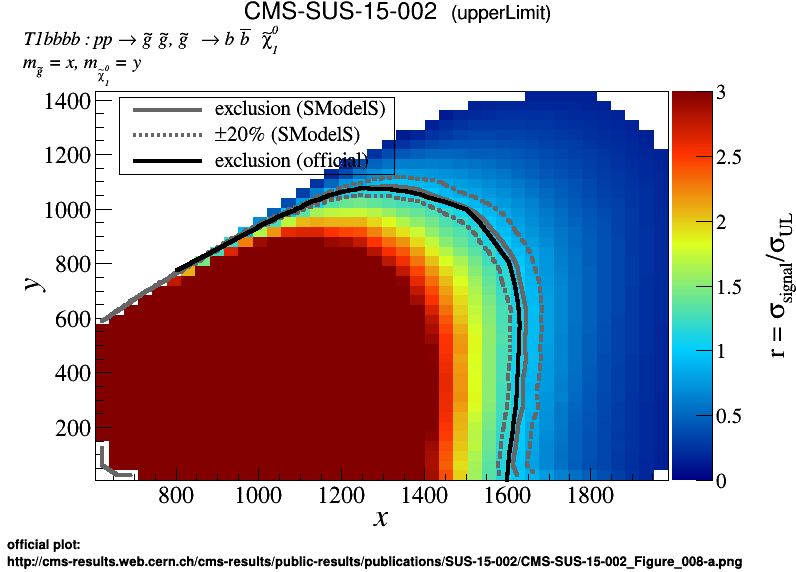 CMS-SUS-15-002 (upperLimit)
T1bbbb : pp → g̃ g̃, g̃ → b b̅ χ̃₁⁰
m_g̃ = x, m_χ̃₁⁰ = y
exclusion (SModelS)
±20% (SModelS)
exclusion (official)
1400
1200
1000
800
600
400
200
y
800 1000 1200 1400 1600 1800
x
3
2.5
2
1.5
1
0.5
0
r = σ_signal/σ_UL
official plot:
http://cms-results.web.cern.ch/cms-results/public-results/publications/SUS-15-002/CMS-SUS-15-002_Figure_008-a.png